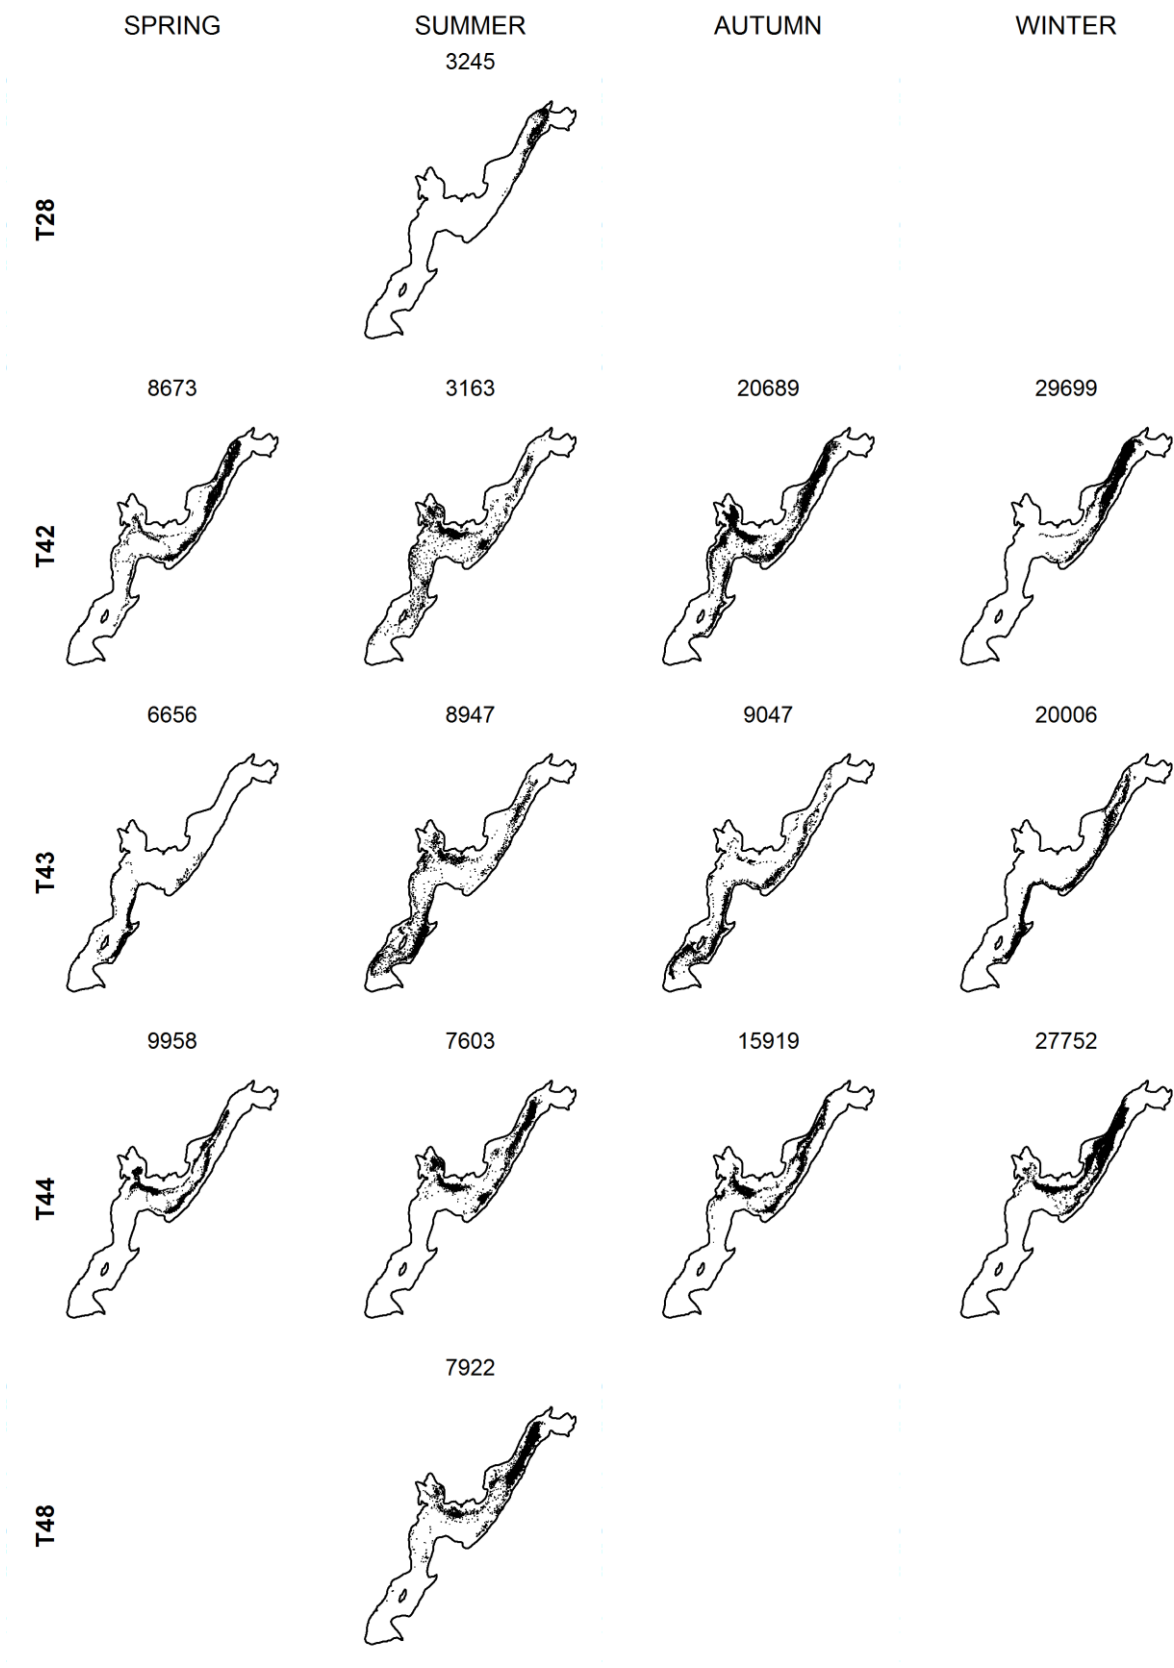 SPRING SUMMER AUTUMN WINTER
3245
T28
8673 3163 20689 29699
T42
6656 8947 9047 20006
T43
9958 7603 15919 27752
T44
7922
T48